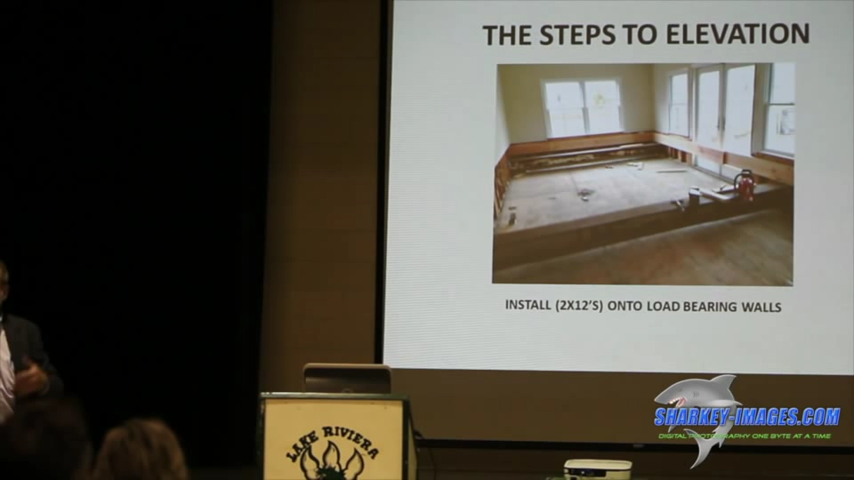 THE STEPS TO ELEVATION
INSTALL (2X12'S) ONTO LOAD BEARING WALLS
LAKE RIVIERA
SHARKEY-IMAGES.COM
DIGITAL PHOTOGRAPHY ONE BYTE AT A TIME